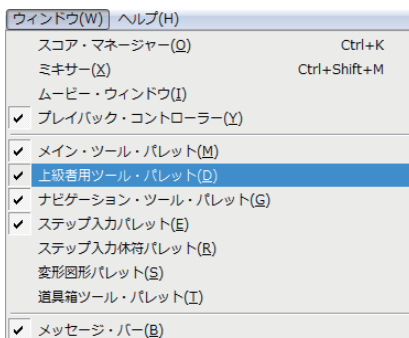 ウィンドウ(W) ヘルプ(H)
スコア・マネージャー(O) Ctrl+K
ミキサー(X) Ctrl+Shift+M
ムービー・ウィンドウ(I)
プレイバック・コントローラー(Y)
メイン・ツール・パレット(M)
上級者用ツール・パレット(D)
ナビゲーション・ツール・パレット(G)
ステップ入力パレット(E)
ステップ入力休符パレット(R)
変形図形パレット(S)
道具箱ツール・パレット(T)
メッセージ・バー(B)